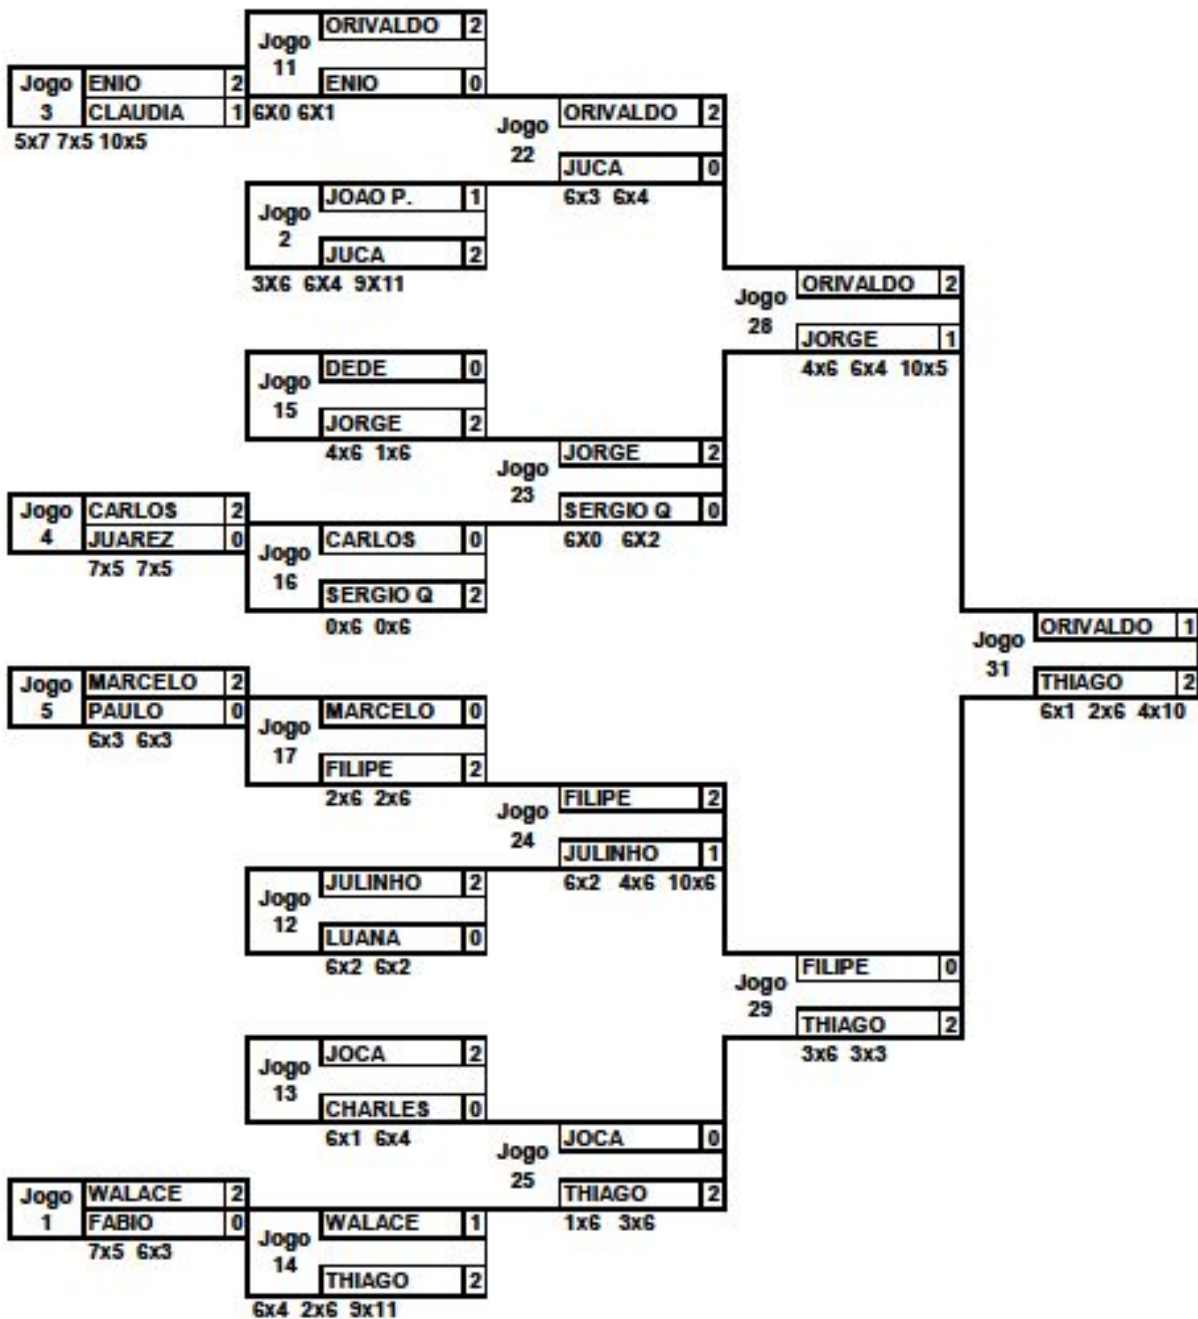 Jogo 11 ORIVALDO 2
ENIO 0
6X0 6X1
Jogo 3 ENIO 2
CLAUDIA 1
5x7 7x5 10x5
Jogo 22 ORIVALDO 2
JUCA 0
6x3 6x4
Jogo 2 JOAO P. 1
JUCA 2
3X6 6X4 9X11
Jogo 28 ORIVALDO 2
JORGE 1
4x6 6x4 10x5
Jogo 15 DEDE 0
JORGE 2
4x6 1x6
Jogo 23 JORGE 2
SERGIO Q 0
6X0 6X2
Jogo 4 CARLOS 2
JUAREZ 0
7x5 7x5
Jogo 16 CARLOS 0
SERGIO Q 2
0x6 0x6
Jogo 31 ORIVALDO 1
THIAGO 2
6x1 2x6 4x10
Jogo 5 MARCELO 2
PAULO 0
6x3 6x3
Jogo 17 MARCELO 0
FILIPE 2
2x6 2x6
Jogo 24 FILIPE 2
JULINHO 1
6x2 4x6 10x6
Jogo 12 JULINHO 2
LUANA 0
6x2 6x2
Jogo 29 FILIPE 0
THIAGO 2
3x6 3x3
Jogo 13 JOCA 2
CHARLES 0
6x1 6x4
Jogo 25 JOCA 0
THIAGO 2
1x6 3x6
Jogo 1 WALACE 2
FABIO 0
7x5 6x3
Jogo 14 WALACE 1
THIAGO 2
6x4 2x6 9x11